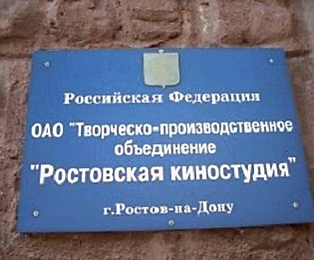 Российская Федерация
ОАО "Творческо-производственное
объединение
"Ростовская киностудия"
г.Ростов-на-Дону